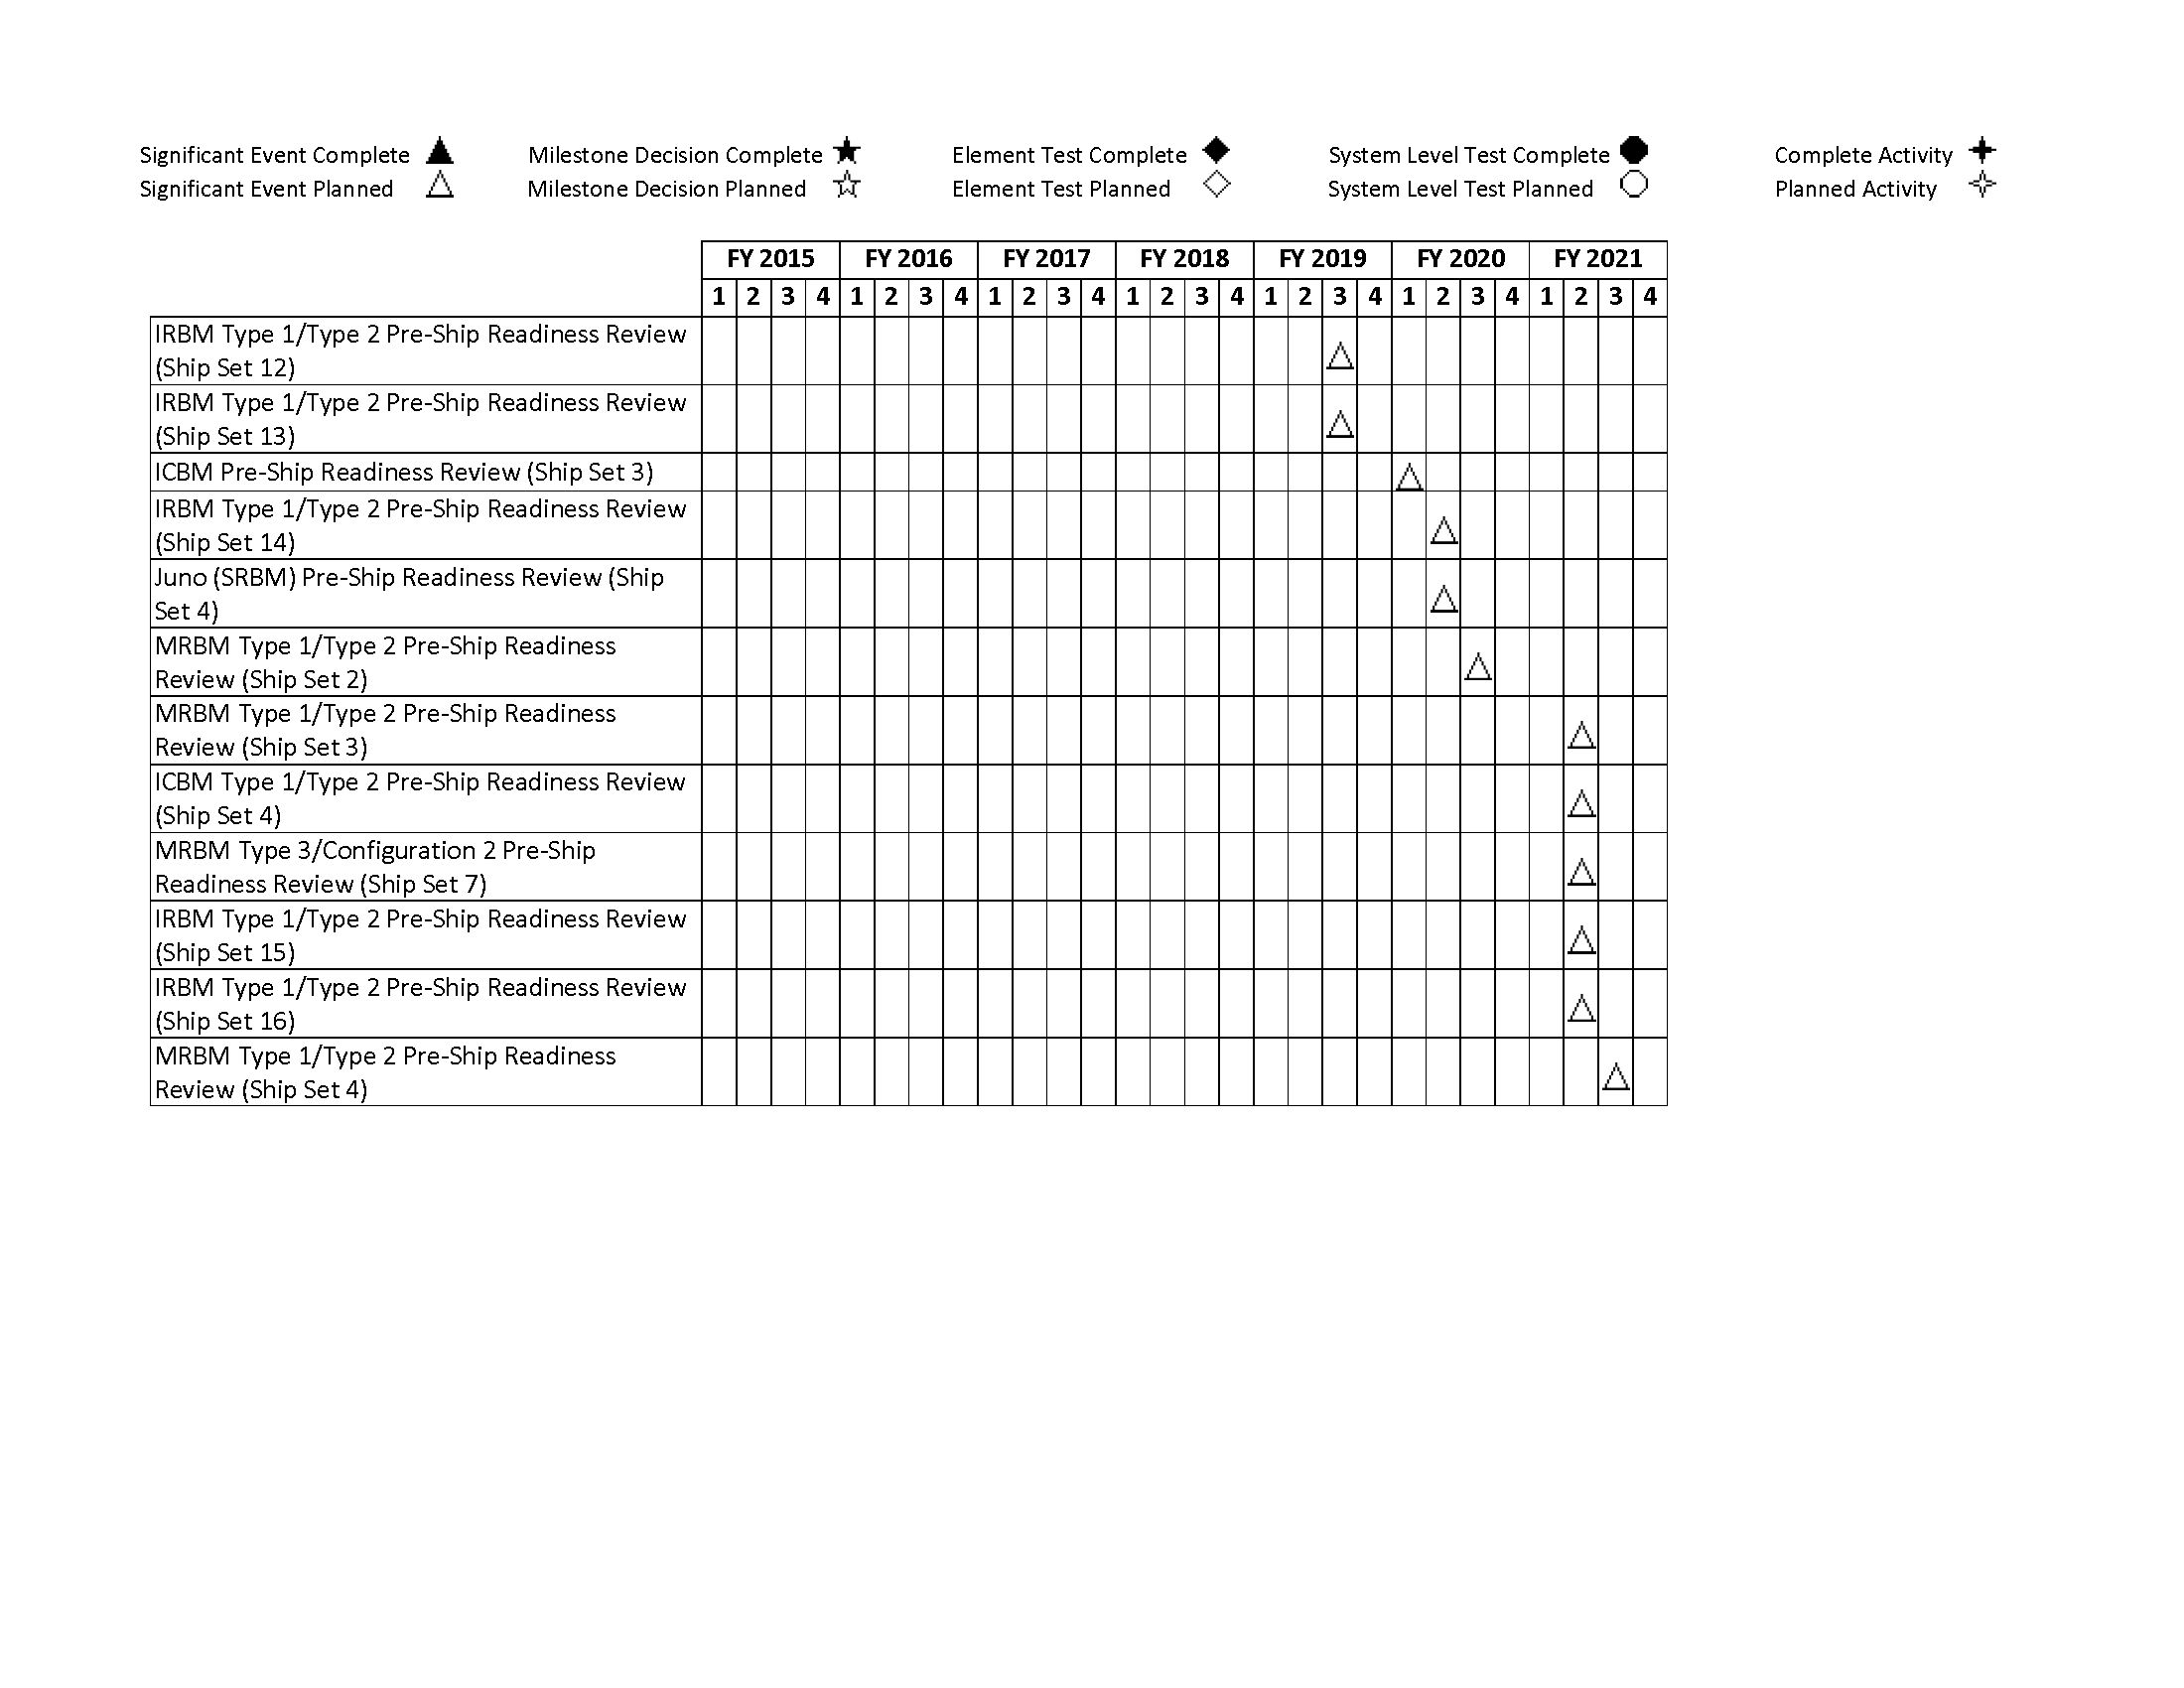 Significant Event Complete ▲ Milestone Decision Complete ★ Element Test Complete ◆ System Level Test Complete ● Complete Activity ✦
Significant Event Planned △ Milestone Decision Planned ☆ Element Test Planned ◇ System Level Test Planned ○ Planned Activity ✧
FY 2015 FY 2016 FY 2017 FY 2018 FY 2019 FY 2020 FY 2021
1 2 3 4 1 2 3 4 1 2 3 4 1 2 3 4 1 2 3 4 1 2 3 4 1 2 3 4
IRBM Type 1/Type 2 Pre-Ship Readiness Review
(Ship Set 12)
IRBM Type 1/Type 2 Pre-Ship Readiness Review
(Ship Set 13)
ICBM Pre-Ship Readiness Review (Ship Set 3)
IRBM Type 1/Type 2 Pre-Ship Readiness Review
(Ship Set 14)
Juno (SRBM) Pre-Ship Readiness Review (Ship
Set 4)
MRBM Type 1/Type 2 Pre-Ship Readiness
Review (Ship Set 2)
MRBM Type 1/Type 2 Pre-Ship Readiness
Review (Ship Set 3)
ICBM Type 1/Type 2 Pre-Ship Readiness Review
(Ship Set 4)
MRBM Type 3/Configuration 2 Pre-Ship
Readiness Review (Ship Set 7)
IRBM Type 1/Type 2 Pre-Ship Readiness Review
(Ship Set 15)
IRBM Type 1/Type 2 Pre-Ship Readiness Review
(Ship Set 16)
MRBM Type 1/Type 2 Pre-Ship Readiness
Review (Ship Set 4)